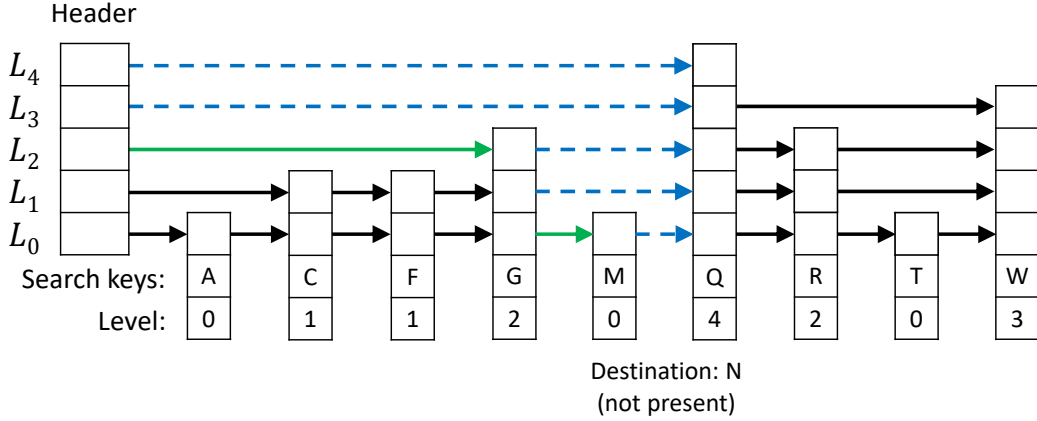 Header
L₄
L₃
L₂
L₁
L₀
Search keys: A C F G M Q R T W
Level: 0 1 1 2 0 4 2 0 3
Destination: N
(not present)